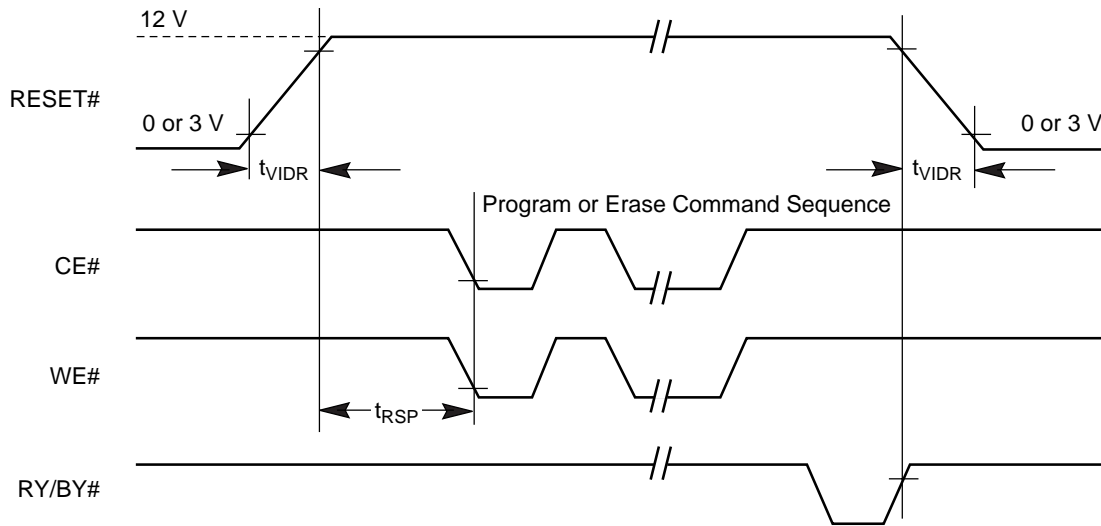 12 V
RESET#
0 or 3 V
0 or 3 V
tVIDR
tVIDR
Program or Erase Command Sequence
CE#
WE#
tRSP
RY/BY#